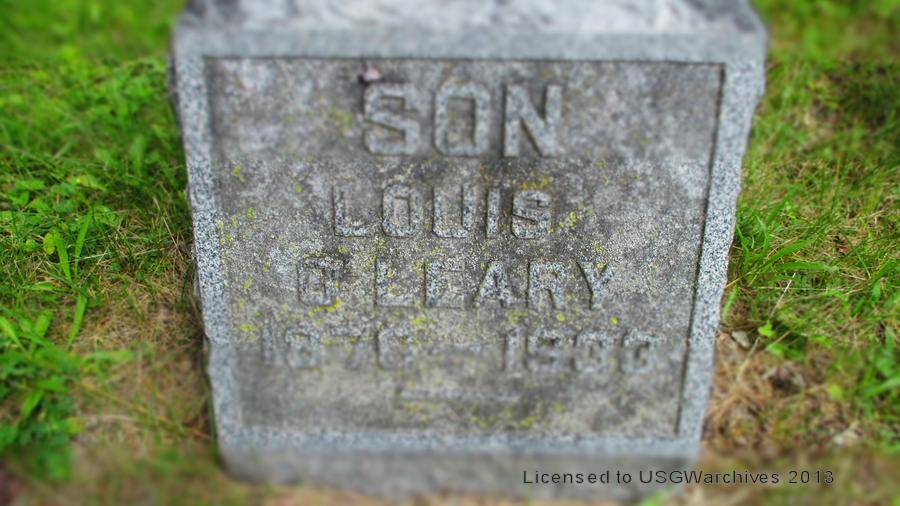 SON
LOUIS
O'LEARY
Licensed to USGWarchives 2013